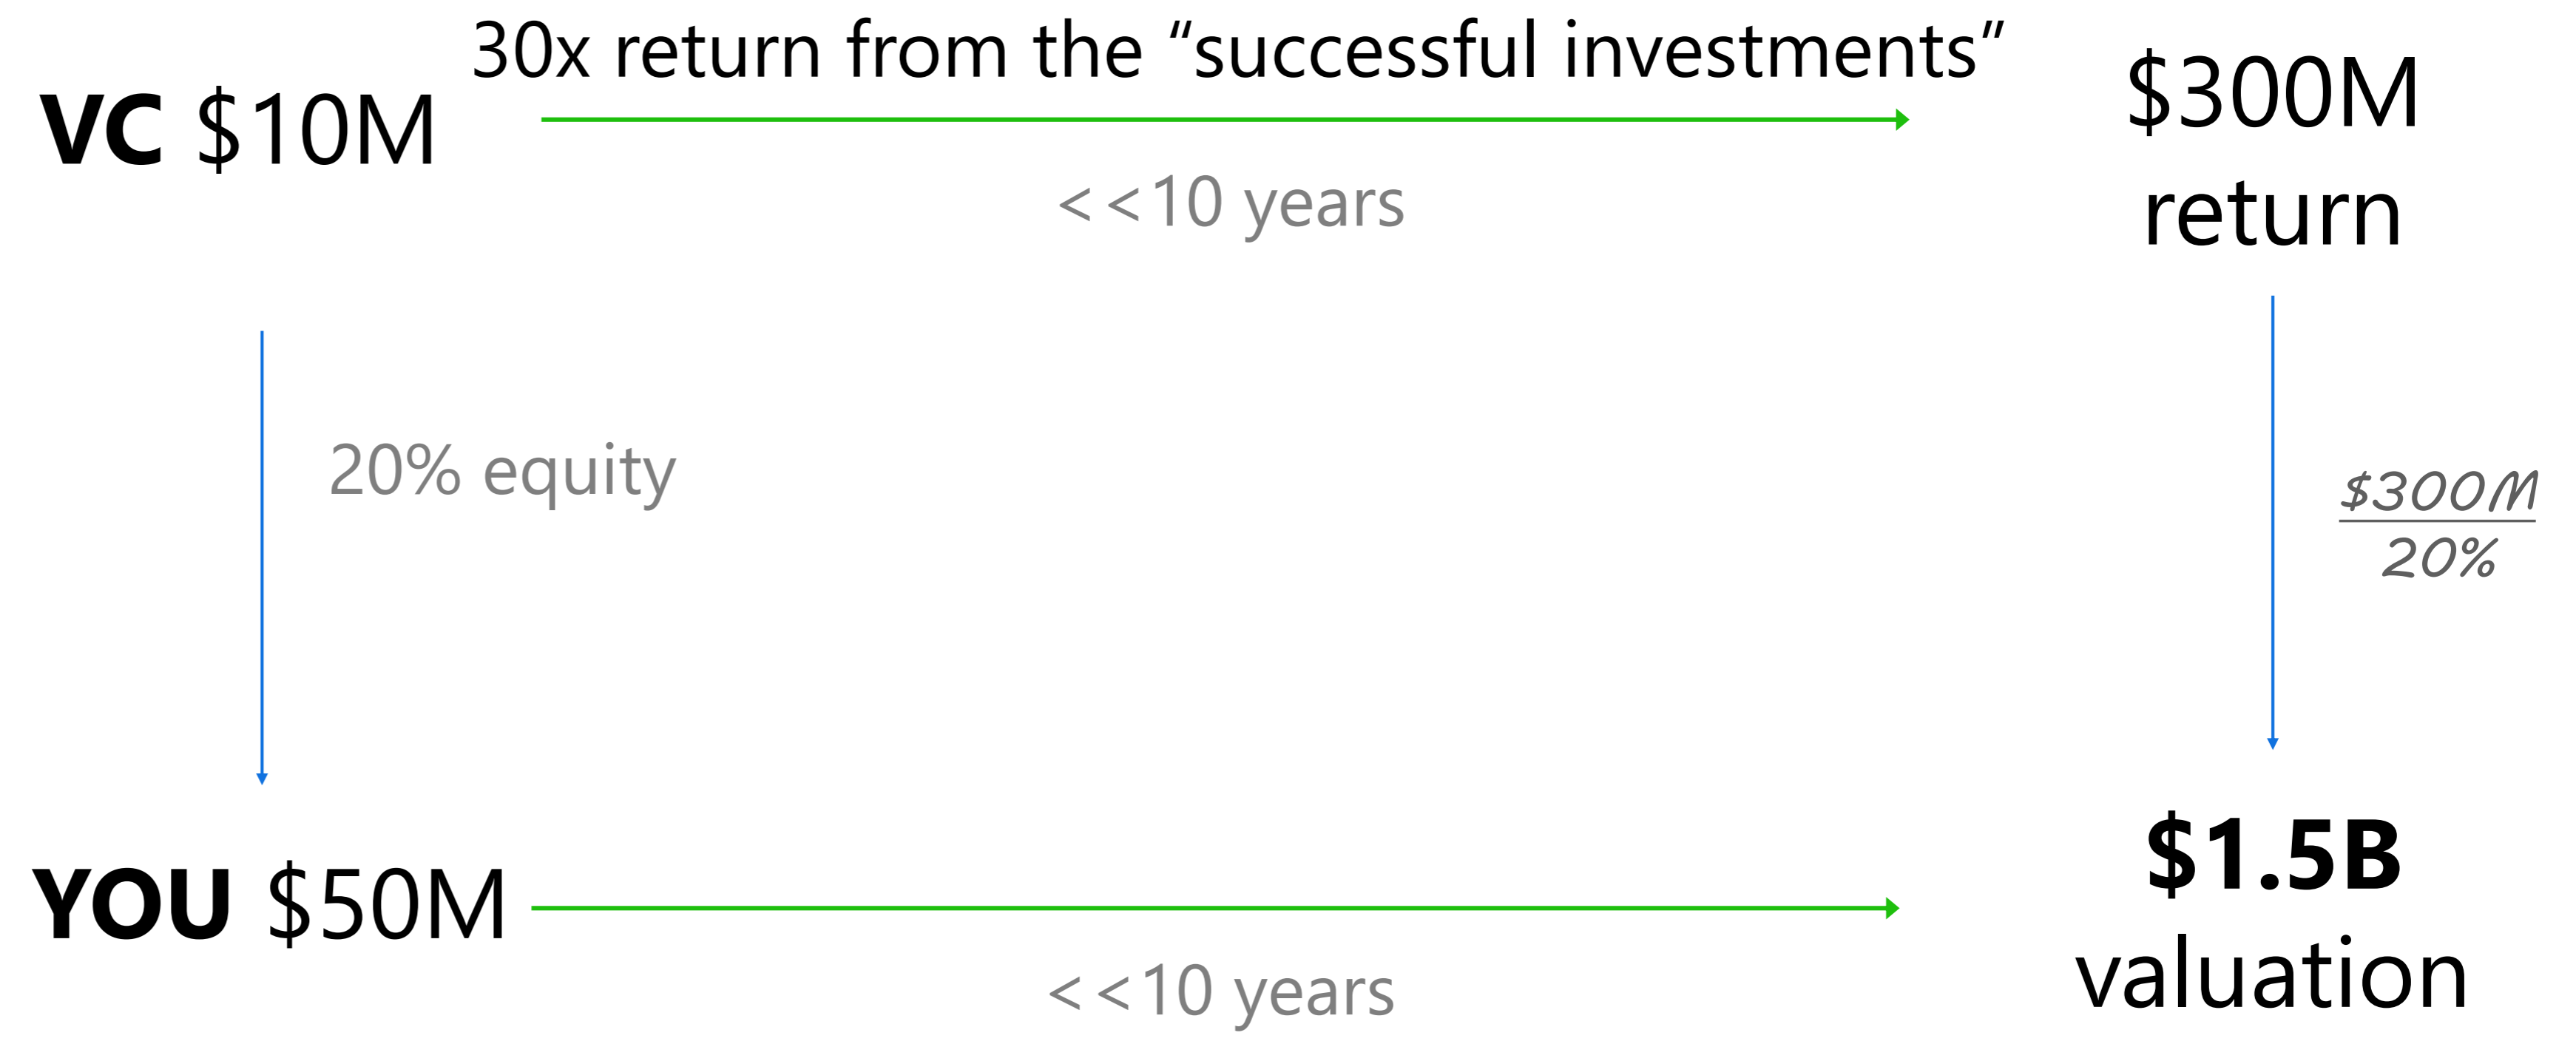 30x return from the “successful investments”
VC $10M
$300M
return
<<10 years
20% equity
$300M
20%
YOU $50M
$1.5B
valuation
<<10 years